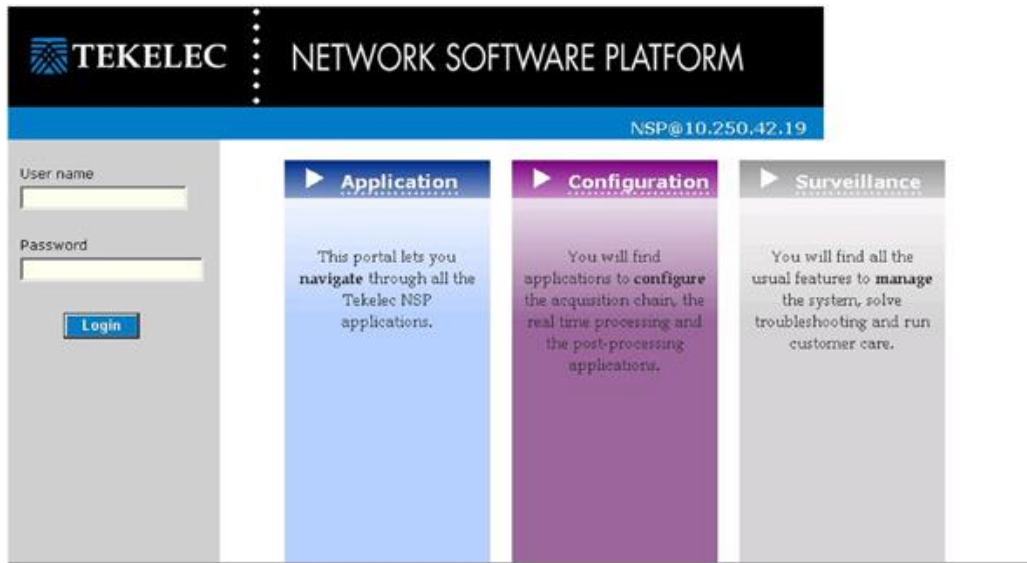 TEKELEC
NETWORK SOFTWARE PLATFORM
NSP@10.250.42.19
User name
Password
Login
Application
This portal lets you
navigate through all the
Tekelec NSP
applications.
Configuration
You will find
applications to configure
the acquisition chain, the
real time processing and
the post-processing
applications.
Surveillance
You will find all the
usual features to manage
the system, solve
troubleshooting and run
customer care.